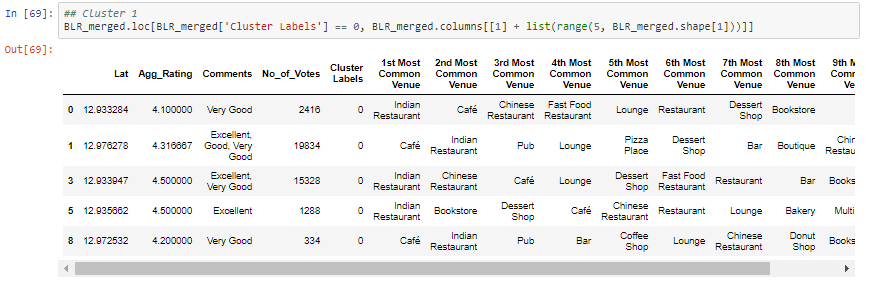 In [69]:
## Cluster 1
BLR_merged.loc[BLR_merged['Cluster Labels'] == 0, BLR_merged.columns[[1] + list(range(5, BLR_merged.shape[1]))]]
Out[69]:
Lat Agg_Rating Comments No_of_Votes Cluster Labels 1st Most Common Venue 2nd Most Common Venue 3rd Most Common Venue 4th Most Common Venue 5th Most Common Venue 6th Most Common Venue 7th Most Common Venue 8th Most Common Venue 9th M Comr Ven
0 12.933284 4.100000 Very Good 2416 0 Indian Restaurant Café Chinese Restaurant Fast Food Restaurant Lounge Restaurant Dessert Shop Bookstore
1 12.976278 4.316667 Excellent, Good, Very Good 19834 0 Café Indian Restaurant Pub Lounge Pizza Place Dessert Shop Bar Boutique Chir Restau
3 12.933947 4.500000 Excellent, Very Good 15328 0 Indian Restaurant Chinese Restaurant Café Lounge Dessert Shop Fast Food Restaurant Restaurant Bar Books
5 12.935662 4.500000 Excellent 1288 0 Indian Restaurant Bookstore Dessert Shop Café Chinese Restaurant Restaurant Lounge Bakery Multi
8 12.972532 4.200000 Very Good 334 0 Café Indian Restaurant Pub Bar Coffee Shop Lounge Chinese Restaurant Donut Shop Books